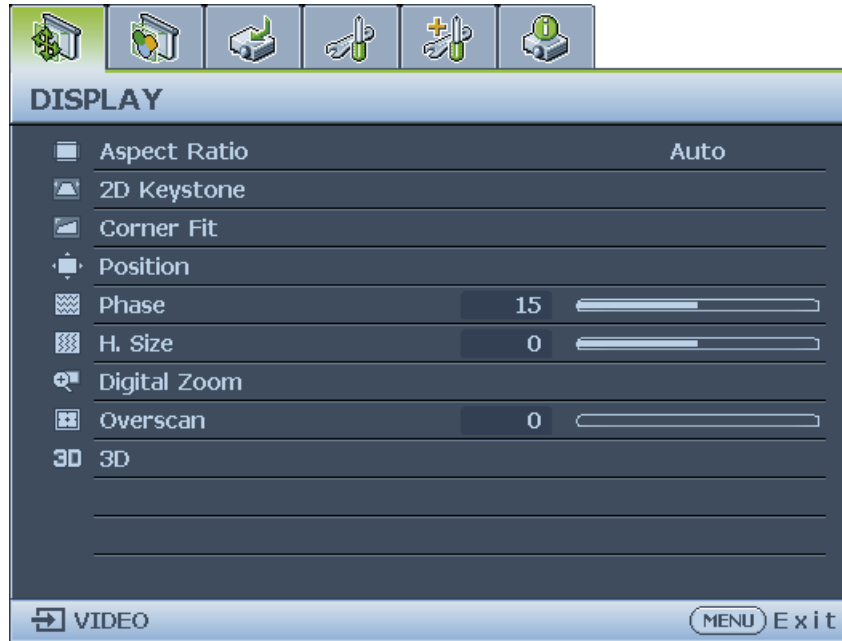 DISPLAY
Aspect Ratio Auto
2D Keystone
Corner Fit
Position
Phase 15
H. Size 0
Digital Zoom
Overscan 0
3D 3D
VIDEO MENU Exit